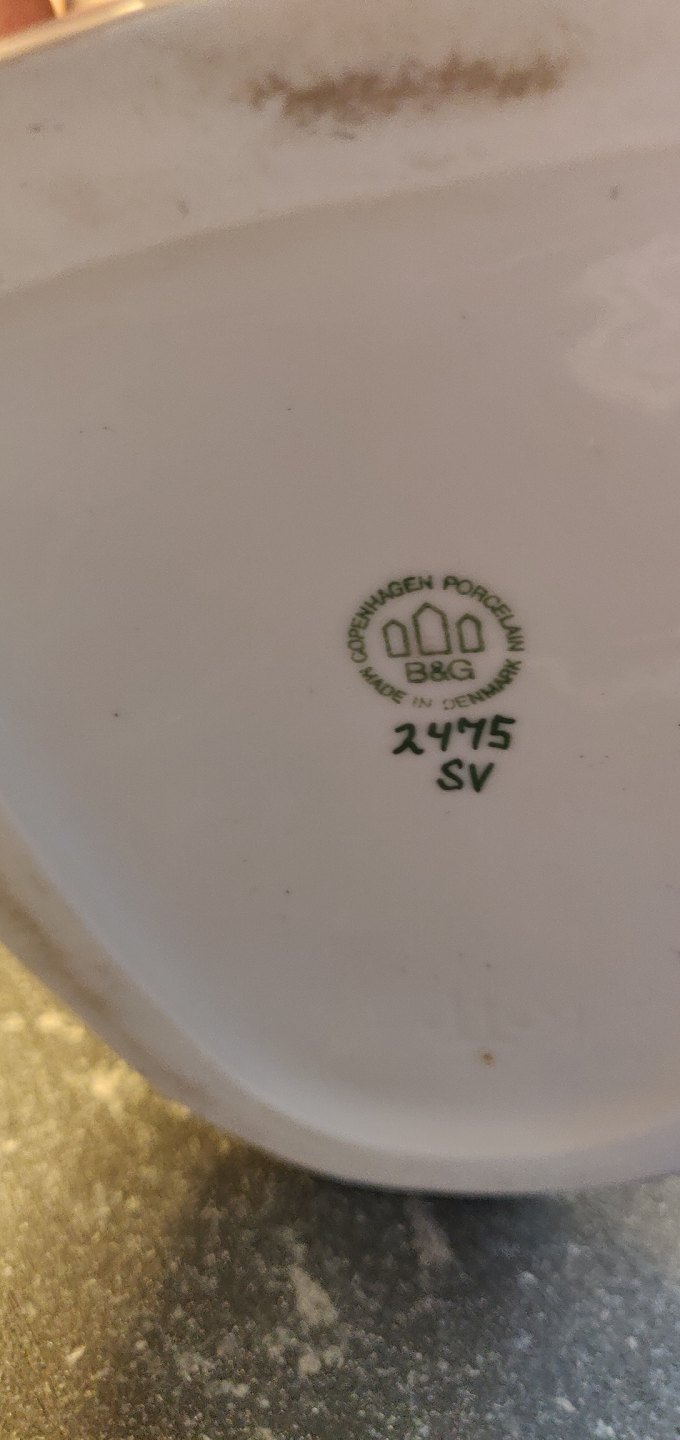 COPENHAGEN PORCELAIN
B&G
MADE IN DENMARK
2475
SV